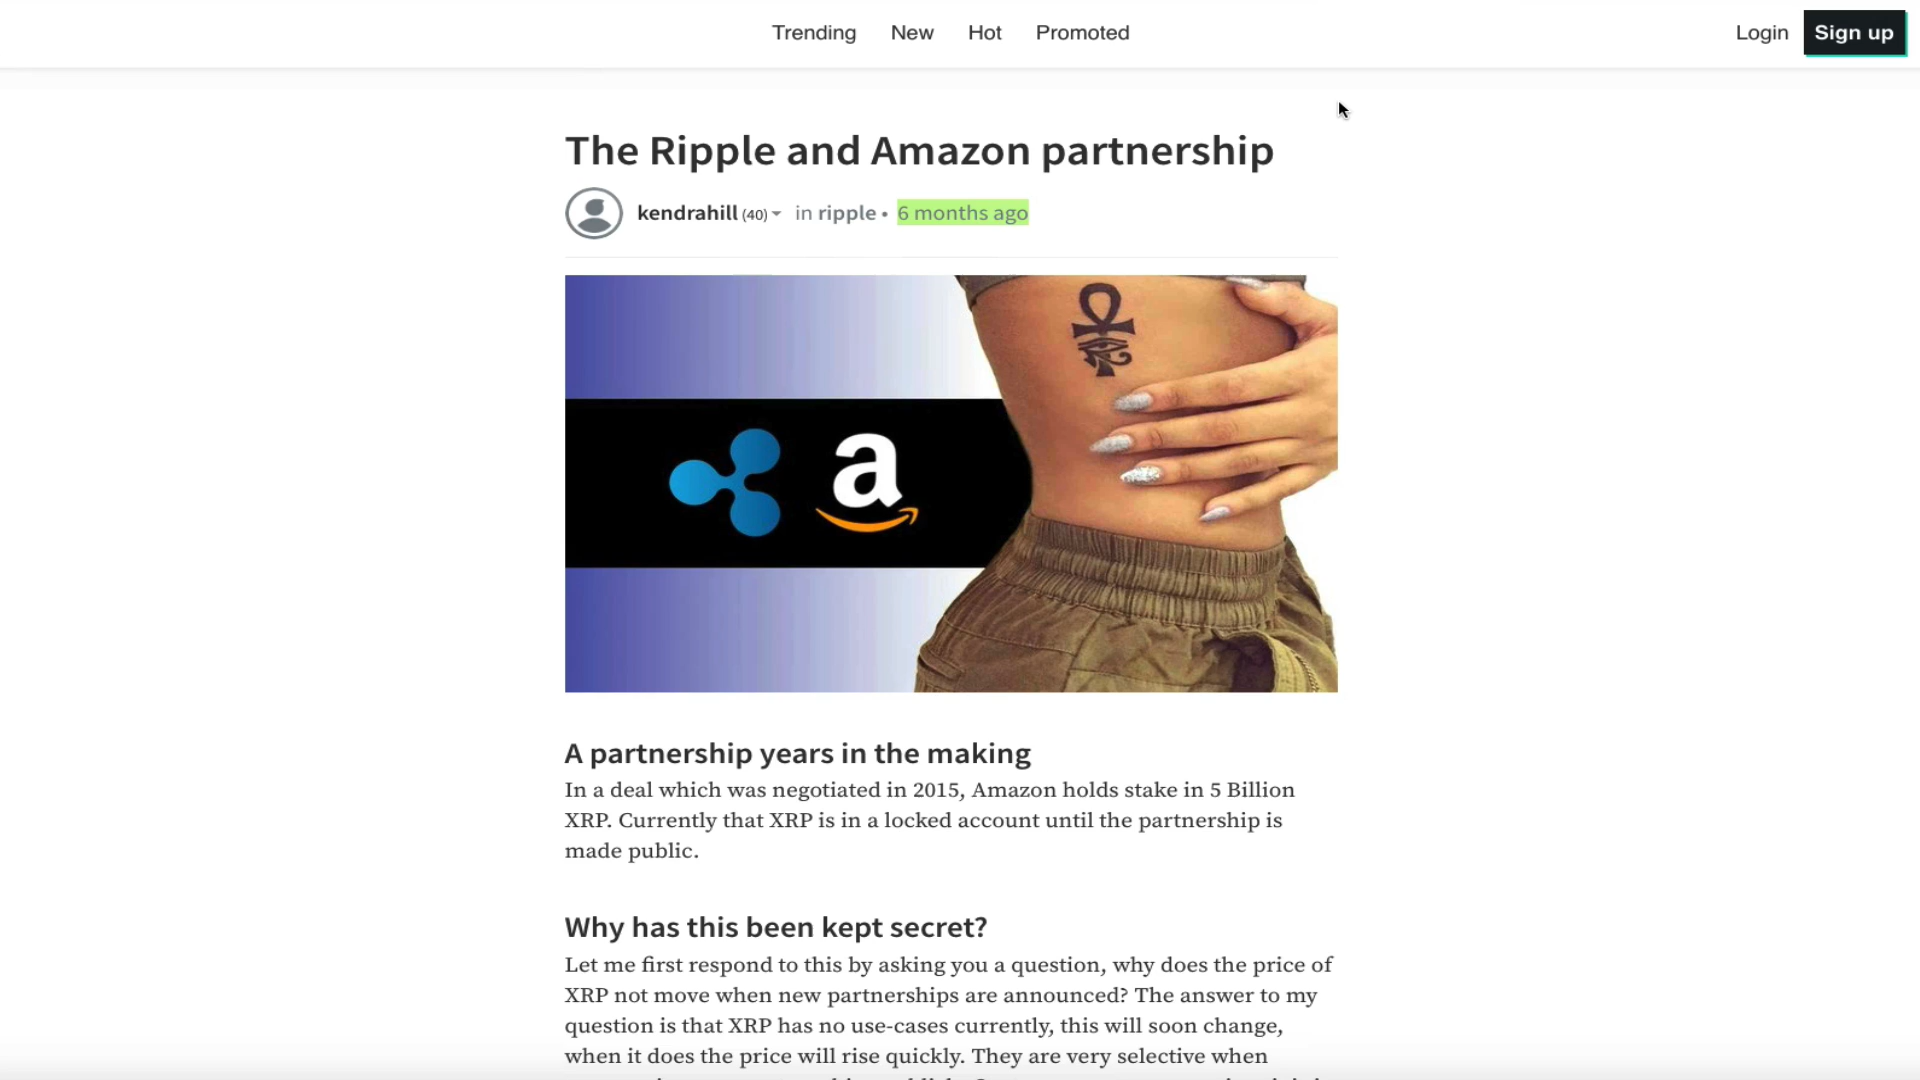 Trending New Hot Promoted Login Sign up
The Ripple and Amazon partnership
kendrahill (40) in ripple • 6 months ago
a
A partnership years in the making
In a deal which was negotiated in 2015, Amazon holds stake in 5 Billion
XRP. Currently that XRP is in a locked account until the partnership is
made public.
Why has this been kept secret?
Let me first respond to this by asking you a question, why does the price of
XRP not move when new partnerships are announced? The answer to my
question is that XRP has no use-cases currently, this will soon change,
when it does the price will rise quickly. They are very selective when